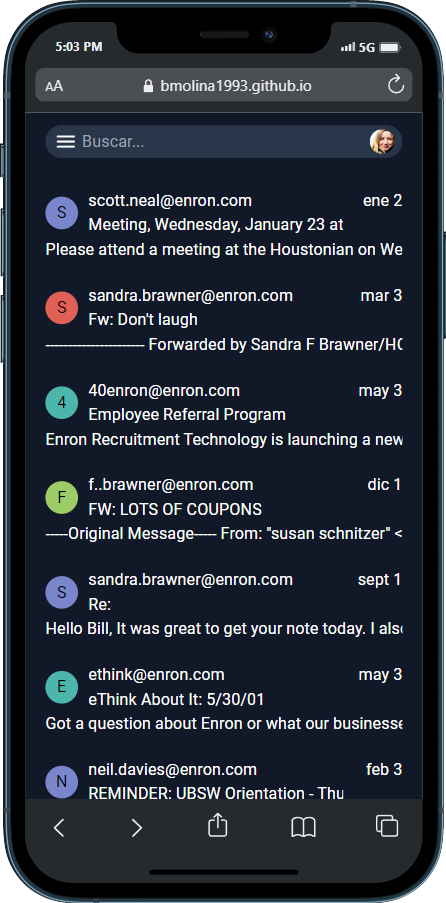 5:03 PM 5G
AA bmolina1993.github.io
Buscar...
S scott.neal@enron.com ene 2
Meeting, Wednesday, January 23 at
Please attend a meeting at the Houstonian on We
S sandra.brawner@enron.com mar 3
Fw: Don't laugh
---------------------- Forwarded by Sandra F Brawner/HO
4 40enron@enron.com may 3
Employee Referral Program
Enron Recruitment Technology is launching a new
F f..brawner@enron.com dic 1
FW: LOTS OF COUPONS
-----Original Message----- From: "susan schnitzer" <
S sandra.brawner@enron.com sept 1
Re:
Hello Bill, It was great to get your note today. I also
E ethink@enron.com may 3
eThink About It: 5/30/01
Got a question about Enron or what our businesse
N neil.davies@enron.com feb 3
REMINDER: UBSW Orientation - Thu